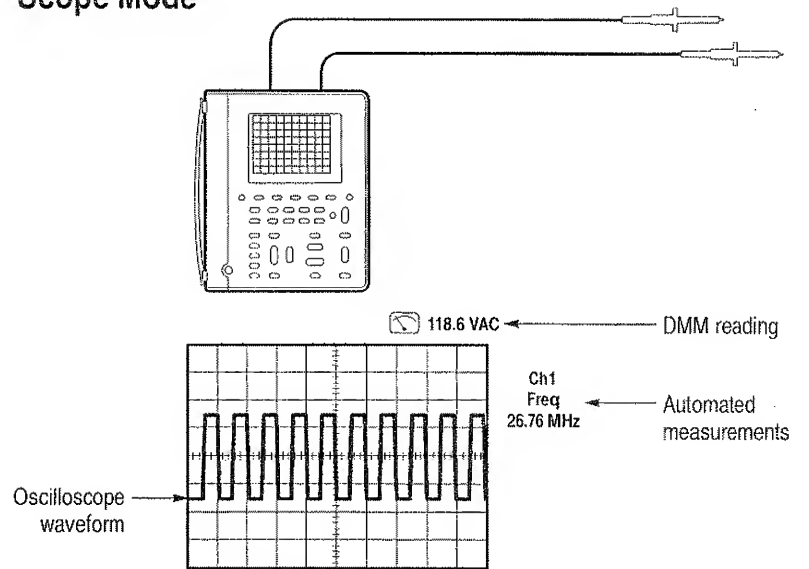 Scope Mode
118.6 VAC
DMM reading
Ch1
Freq
26.76 MHz
Automated
measurements
Oscilloscope
waveform